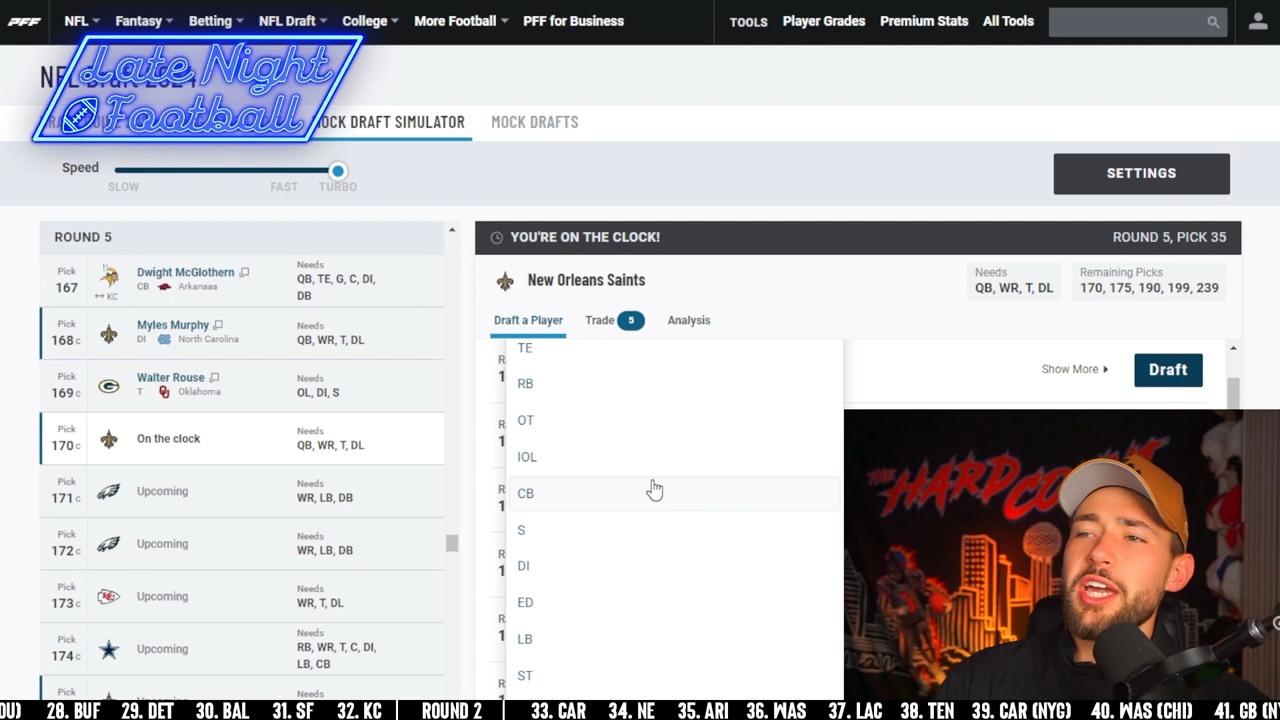 PFF NFL Fantasy Betting NFL Draft College More Football PFF for Business TOOLS Player Grades Premium Stats All Tools
Late Night
Football
MOCK DRAFT SIMULATOR MOCK DRAFTS
Speed
SLOW FAST TURBO
SETTINGS
ROUND 5
Pick
167
KC
Dwight McGlothern
CB Arkansas
Needs
QB, TE, G, C, DI,
DB
Pick
168 c
Myles Murphy
DI North Carolina
Needs
QB, WR, T, DL
Pick
169 c
Walter Rouse
T Oklahoma
Needs
OL, DI, S
Pick
170 c
On the clock
Needs
QB, WR, T, DL
Pick
171 c
Upcoming
Needs
WR, LB, DB
Pick
172 c
Upcoming
Needs
WR, LB, DB
Pick
173 c
Upcoming
Needs
WR, T, DL
Pick
174 c
Upcoming
Needs
RB, WR, T, C, DI,
LB, CB
Pick
Upcoming
Needs
YOU'RE ON THE CLOCK! ROUND 5, PICK 35
New Orleans Saints
Needs
QB, WR, T, DL
Remaining Picks
170, 175, 190, 199, 239
Draft a Player Trade 5 Analysis
TE
RB
OT
IOL
CB
S
DI
ED
LB
ST
Show More Draft
THE HARDCO
28. BUF 29. DET 30. BAL 31. SF 32. KC ROUND 2 33. CAR 34. NE 35. ARI 36. WAS 37. LAC 38. TEN 39. CAR (NYG) 40. WAS (CHI) 41. GB